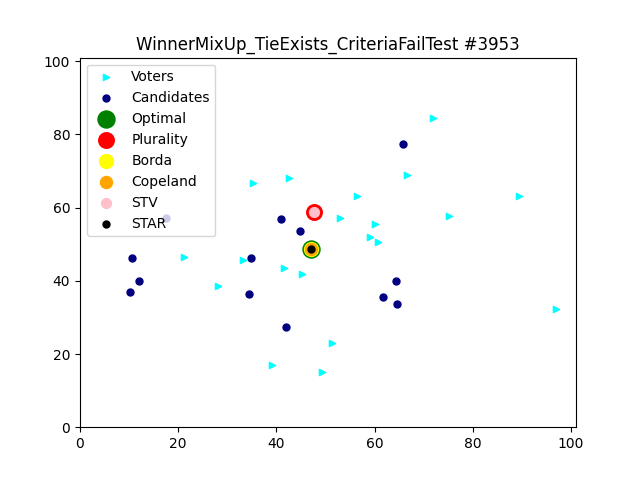 WinnerMixUp_TieExists_CriteriaFailTest #3953
100
80
60
40
20
0
0 20 40 60 80 100
Voters
Candidates
Optimal
Plurality
Borda
Copeland
STV
STAR